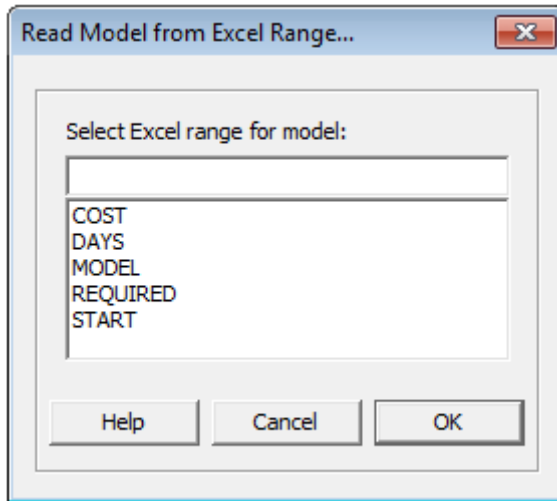 Read Model from Excel Range...
Select Excel range for model:
COST
DAYS
MODEL
REQUIRED
START
Help Cancel OK